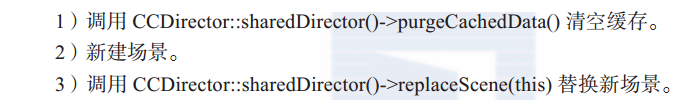 1）调用 CCDirector::sharedDirector()->purgeCachedData() 清空缓存。
2）新建场景。
3）调用 CCDirector::sharedDirector()->replaceScene(this) 替换新场景。